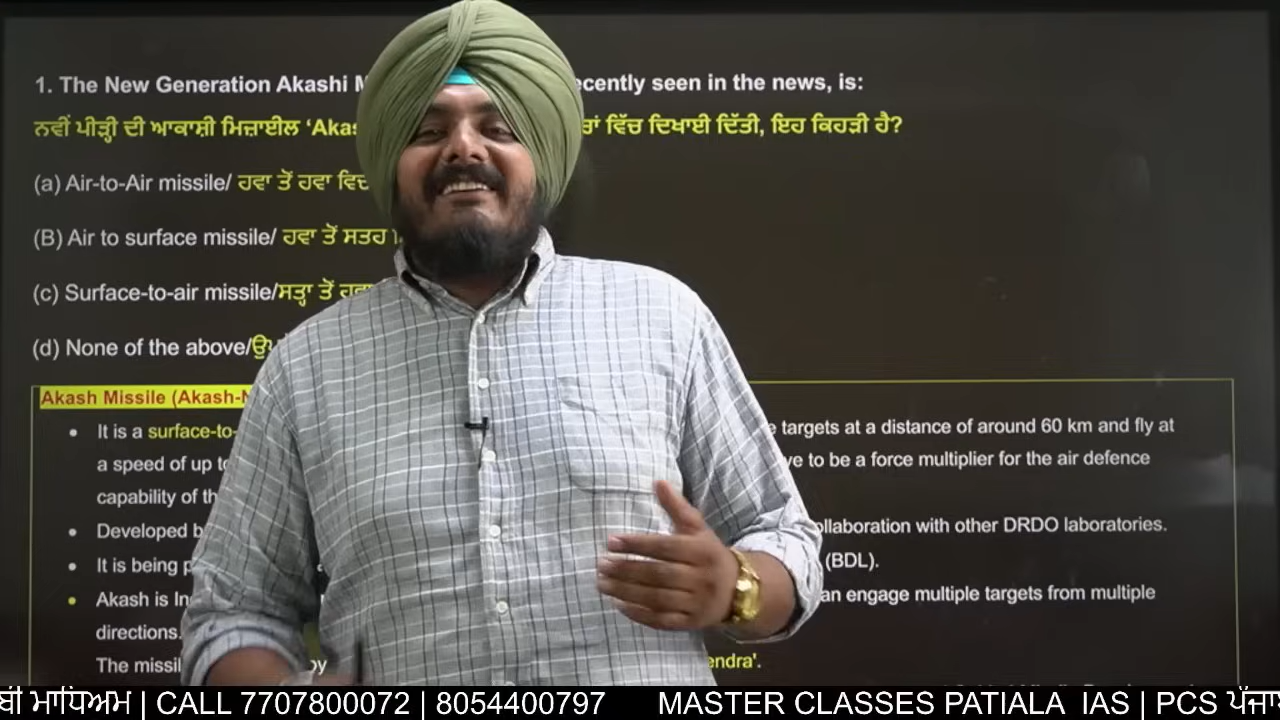 1. The New Generation Akashi M ecently seen in the news, is:
ਨਵੀਂ ਪੀੜ੍ਹੀ ਦੀ ਆਕਾਸ਼ੀ ਮਿਜ਼ਾਈਲ ‘Akas ਰਾਂ ਵਿੱਚ ਦਿਖਾਈ ਦਿੱਤੀ, ਇਹ ਕਿਹੜੀ ਹੈ?
(a) Air-to-Air missile/ ਹਵਾ ਤੋਂ ਹਵਾ ਵਿਚ
(B) Air to surface missile/ ਹਵਾ ਤੋਂ ਸਤਹ
(c) Surface-to-air missile/ਸਤ੍ਹਾ ਤੋਂ ਹਵਾ
(d) None of the above/
Akash Missile (Akash-N
It is a surface-to- e targets at a distance of around 60 km and fly at
a speed of up to ve to be a force multiplier for the air defence
capability of th
Developed b ollaboration with other DRDO laboratories.
It is being p (BDL).
Akash is In an engage multiple targets from multiple
directions.
The missil by endra'.
ਬੀ ਮਾਧਿਅਮ | CALL 7707800072 | 8054400797 MASTER CLASSES PATIALA IAS | PCS ਪੰਜਾ